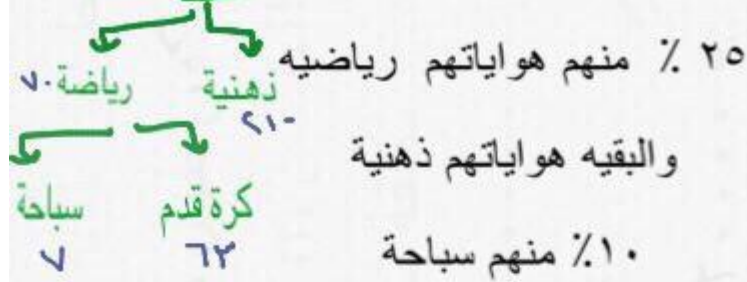 ٢٥ ٪ منهم هواياتهم رياضيه
والبقيه هواياتهم ذهنية
١٠٪ منهم سباحة
ذهنية رياضة
٢١٠ ٧٠
كرة قدم سباحة
٦٣ ٧